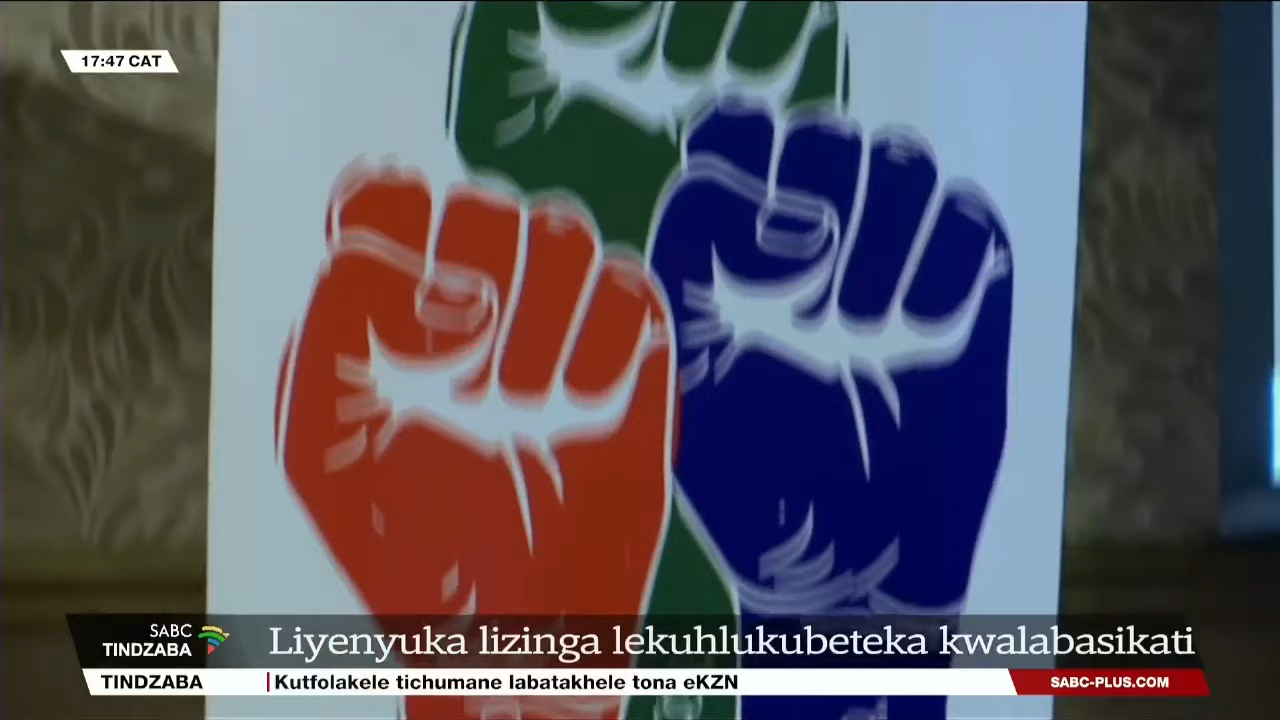 17:47 CAT
SABC
TINDZABA
Liyenyuka lizinga lekuhlukubeteka kwalabasikati
TINDZABA
Kutfolakele tichumane labatakhele tona eKZN
SABC-PLUS.COM